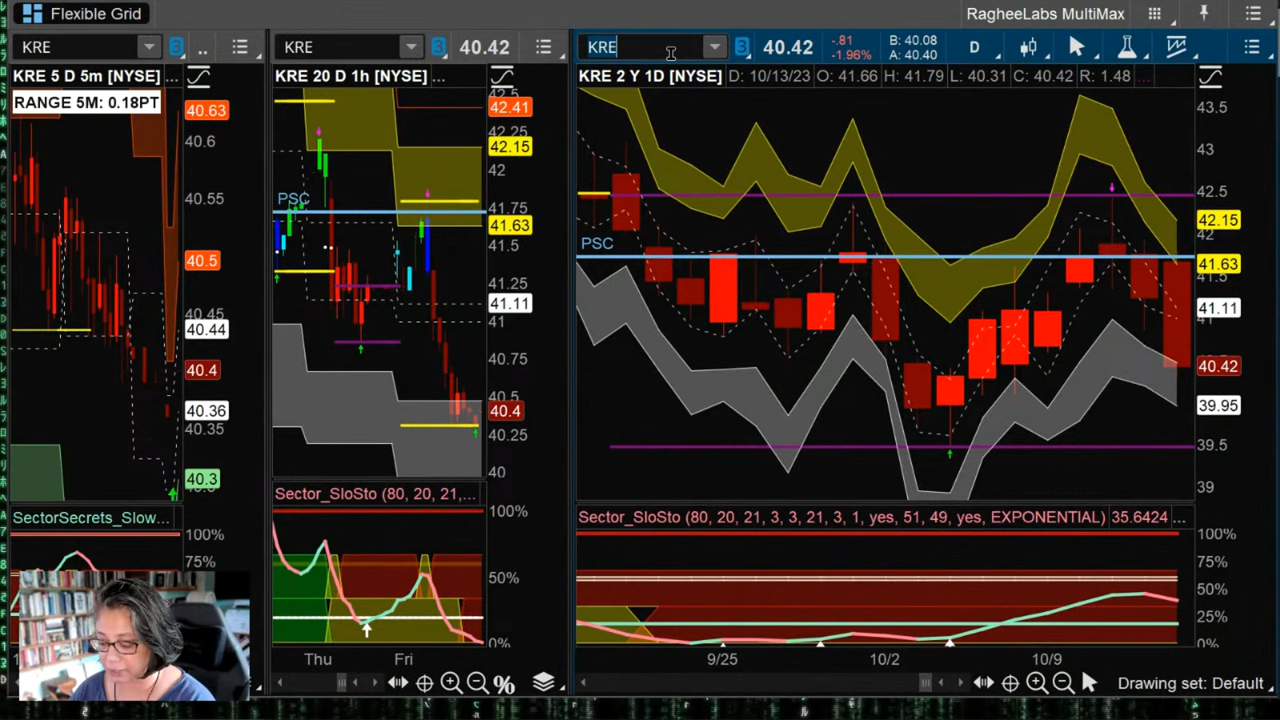 Flexible Grid
RagheeLabs MultiMax
KRE
3
..
KRE
3
40.42
KRE
3
40.42
-.81
-1.96%
B: 40.08
A: 40.40
D
KRE 5 D 5m [NYSE]
RANGE 5M: 0.18PT
40.63
40.6
40.55
40.5
40.45
40.44
40.4
40.36
40.35
40.3
SectorSecrets_Slow...
100%
75%
KRE 20 D 1h [NYSE] ...
42.5
42.41
42.25
42.15
42
PSC
41.75
41.63
41.5
41.25
41.11
41
40.75
40.5
40.4
40.25
40
Sector_SloSto (80, 20, 21,...
100%
50%
0%
Thu
Fri
%
KRE 2 Y 1D [NYSE]
D: 10/13/23
O: 41.66
H: 41.79
L: 40.31
C: 40.42
R: 1.48
...
43.5
43
42.5
42.15
42
PSC
41.63
41.11
41
40.42
39.95
39.5
39
Sector_SloSto (80, 20, 21, 3, 3, 21, 3, 1, yes, 51, 49, yes, EXPONENTIAL)
35.6424 ...
100%
75%
50%
25%
0%
9/25
10/2
10/9
Drawing set: Default